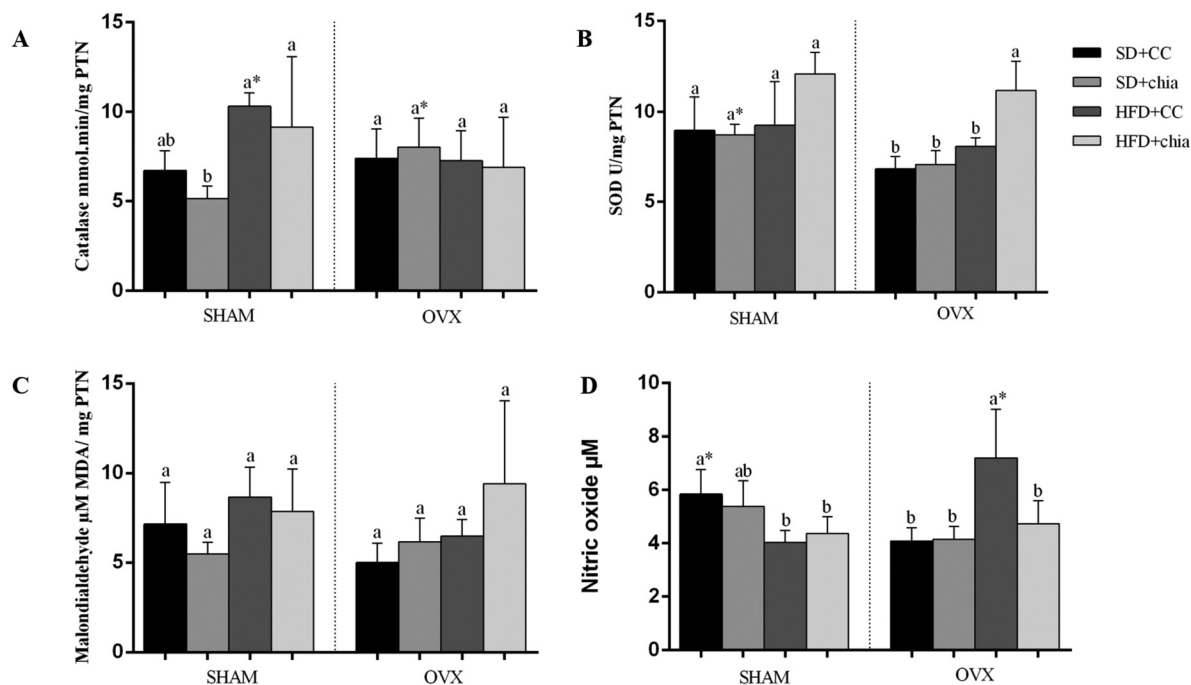 A
Catalase mmol.min/mg PTN
15
10
5
0
ab
b
a*
a
a
a*
a
a
SHAM
OVX
B
SOD U/mg PTN
15
10
5
0
a
a*
a
a
b
b
b
a
SHAM
OVX
SD+CC
SD+chia
HFD+CC
HFD+chia
C
Malondialdehyde µM MDA/ mg PTN
15
10
5
0
a
a
a
a
a
a
a
a
SHAM
OVX
D
Nitric oxide µM
10
8
6
4
2
0
a*
ab
b
b
b
b
a*
b
SHAM
OVX